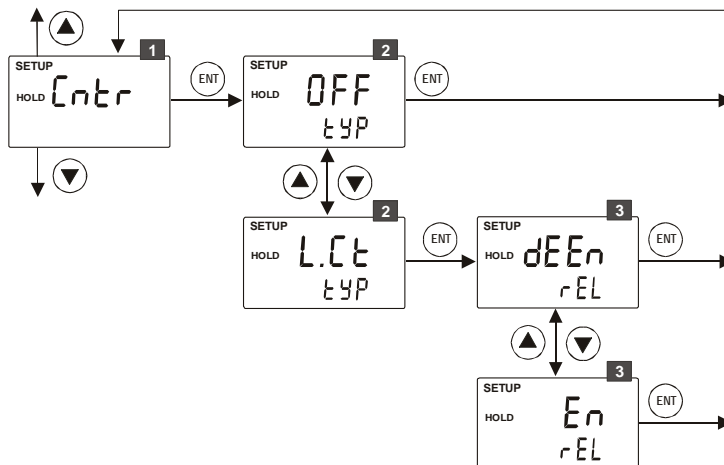 1
SETUP
HOLD Cntr
ENT
2
SETUP
HOLD OFF
tYP
ENT
2
SETUP
HOLD L.Ct
tYP
ENT
3
SETUP
HOLD dEEn
rEL
ENT
3
SETUP
HOLD En
rEL
ENT